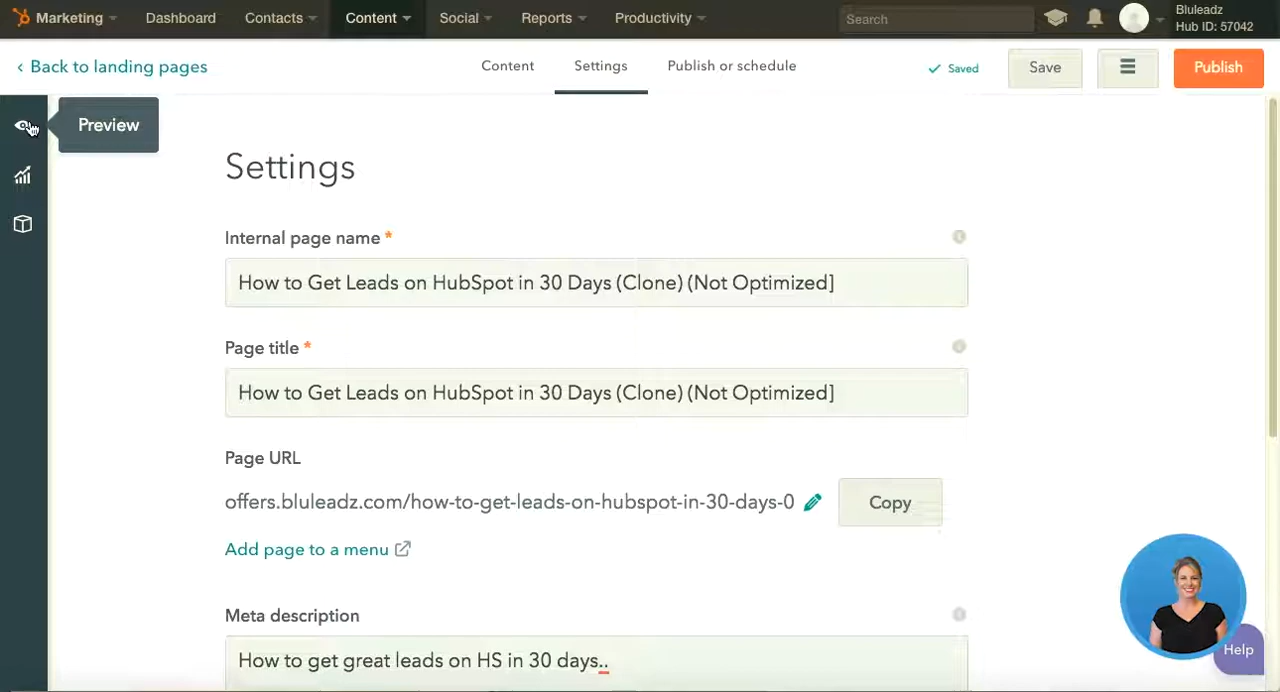 Marketing
Dashboard
Contacts
Content
Social
Reports
Productivity
Search
Bluleadz
Hub ID: 57042
‹ Back to landing pages
Content
Settings
Publish or schedule
Saved
Save
Publish
Preview
Settings
Internal page name *
How to Get Leads on HubSpot in 30 Days (Clone) (Not Optimized]
Page title *
How to Get Leads on HubSpot in 30 Days (Clone) (Not Optimized]
Page URL
offers.bluleadz.com/how-to-get-leads-on-hubspot-in-30-days-0
Copy
Add page to a menu
Meta description
How to get great leads on HS in 30 days..
Help